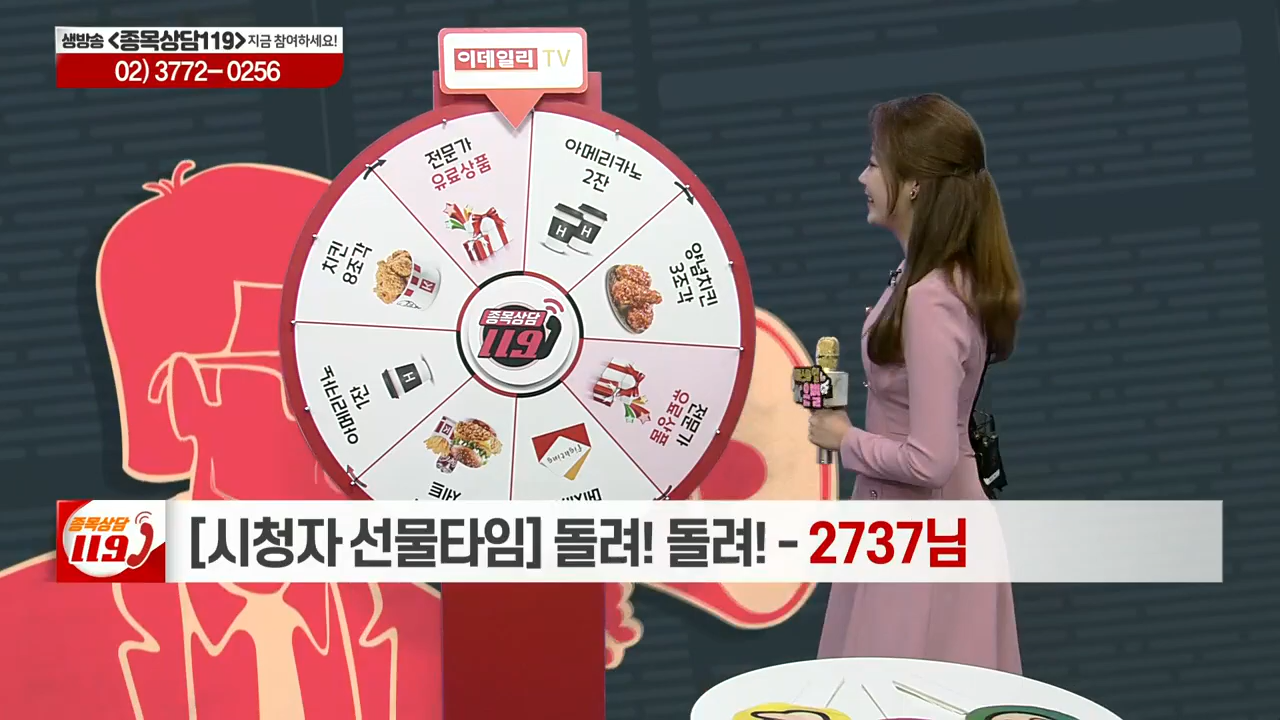 생방송 <종목상담119> 지금 참여하세요!
02) 3772-0256
이데일리 TV
전문가
유료상품
아메리카노
2잔
H
H
치킨
8조각
양념치킨
3조각
종목상담
119
아메리카노
1잔
H
전문가
유료상품
fighting
종목상담
119
[시청자 선물타임] 돌려! 돌려! - 2737님